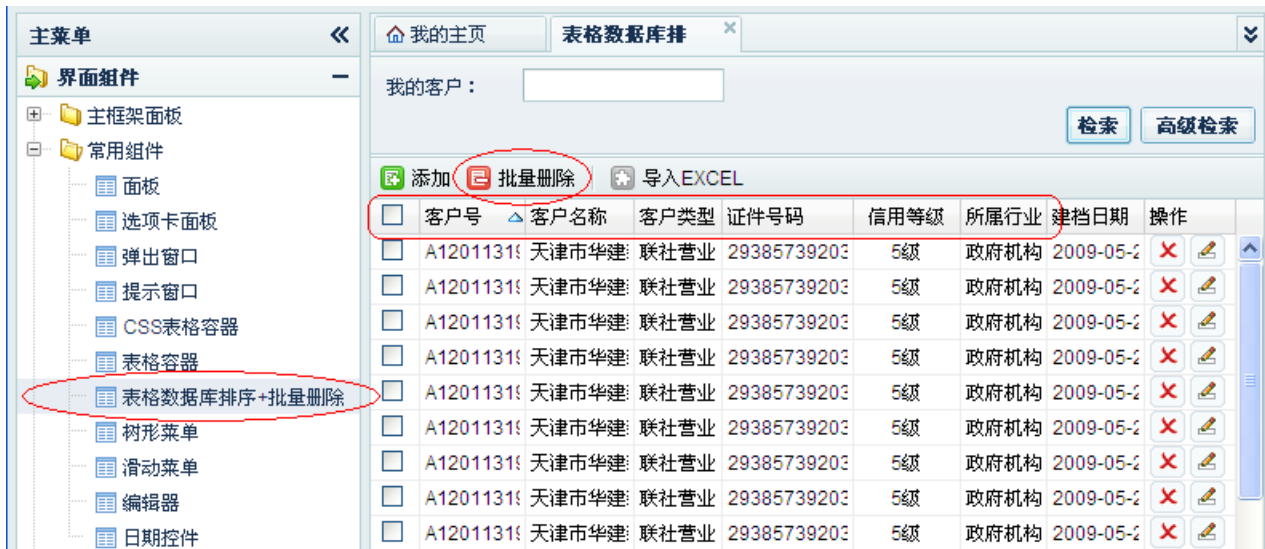 主菜单
界面组件
主框架面板
常用组件
面板
选项卡面板
弹出窗口
提示窗口
CSS表格容器
表格容器
表格数据库排序+批量删除
树形菜单
滑动菜单
编辑器
日期控件
我的主页 表格数据库排
我的客户：
检索 高级检索
添加 批量删除 导入EXCEL
客户号 客户名称 客户类型 证件号码 信用等级 所属行业 建档日期 操作
A12011319 天津市华建 联社营业 29385739203 5级 政府机构 2009-05-2
A12011319 天津市华建 联社营业 29385739203 5级 政府机构 2009-05-2
A12011319 天津市华建 联社营业 29385739203 5级 政府机构 2009-05-2
A12011319 天津市华建 联社营业 29385739203 5级 政府机构 2009-05-2
A12011319 天津市华建 联社营业 29385739203 5级 政府机构 2009-05-2
A12011319 天津市华建 联社营业 29385739203 5级 政府机构 2009-05-2
A12011319 天津市华建 联社营业 29385739203 5级 政府机构 2009-05-2
A12011319 天津市华建 联社营业 29385739203 5级 政府机构 2009-05-2
A12011319 天津市华建 联社营业 29385739203 5级 政府机构 2009-05-2